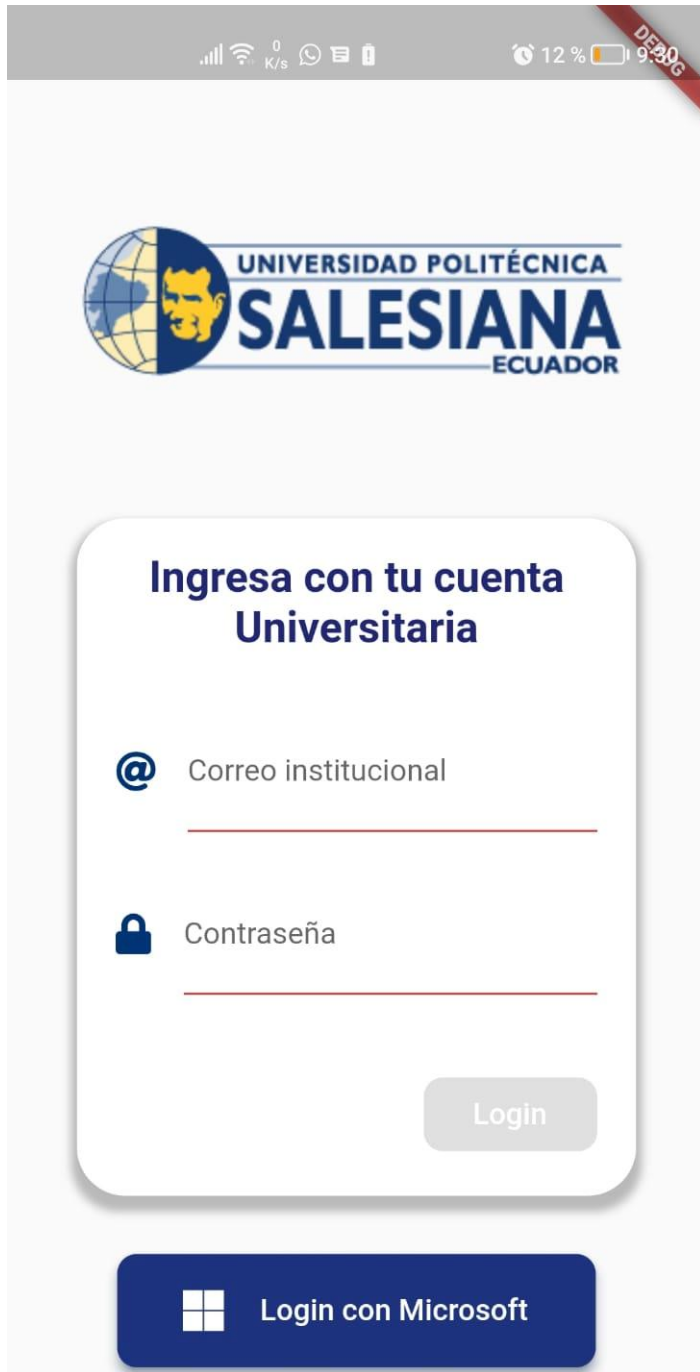 0
K/s
12 %
9:30
DEBUG
UNIVERSIDAD POLITÉCNICA
SALESIANA
ECUADOR
Ingresa con tu cuenta
Universitaria
@ Correo institucional
Contraseña
Login
Login con Microsoft